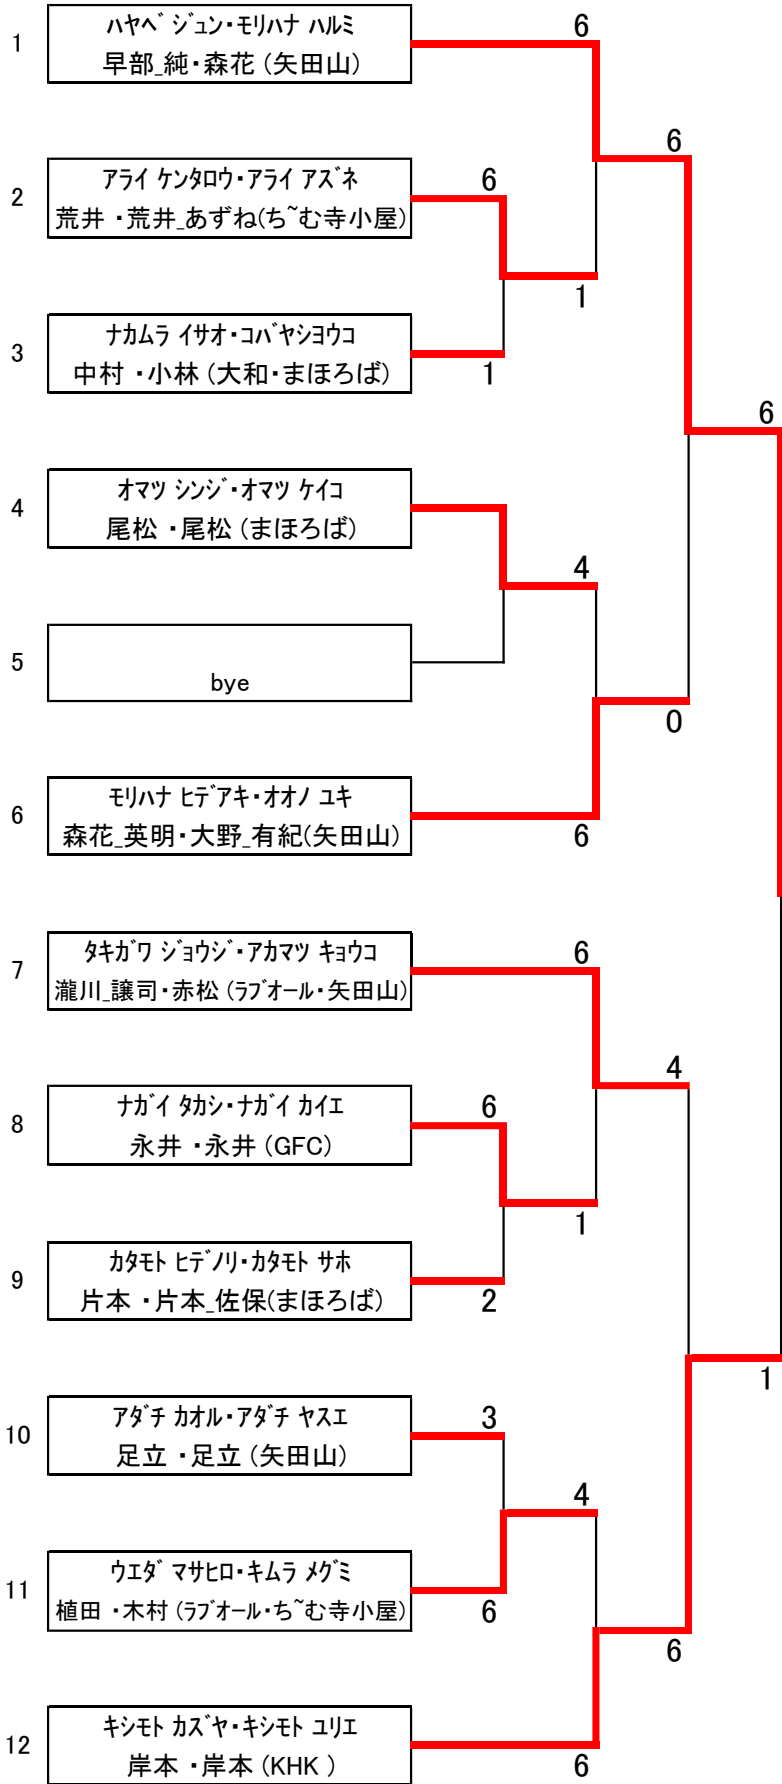 6
ハヤベ ジュン・モリハナ ハルミ
1
早部_純・森花 (矢田山)
6
アライ ケンタロウ・アライ アズネ
6
2
荒井 ・荒井_あずね(ち~む寺小屋)
1
ナカムラ イサオ・コバヤシヨウコ
3
中村 ・小林 (大和・まほろば)
1
6
オマツ シンジ・オマツ ケイコ
4
尾松 ・尾松 (まほろば)
4
5
bye
0
モリハナ ヒデアキ・オオノ ユキ
6
森花_英明・大野_有紀(矢田山)
6
タキガワ ジョウジ・アカマツ キョウコ
6
7
瀧川_譲司・赤松 (ラブオール・矢田山)
4
ナガイ タカシ・ナガイ カイエ
6
8
永井 ・永井 (GFC)
1
カタモト ヒデノリ・カタモト サホ
9
片本 ・片本_佐保(まほろば)
2
1
アダチ カオル・アダチ ヤスエ
3
10
足立 ・足立 (矢田山)
4
ウエダ マサヒロ・キムラ メグミ
11
植田 ・木村 (ラブオール・ち~む寺小屋)
6
6
キシモト カズヤ・キシモト ユリエ
12
岸本 ・岸本 (KHK )
6